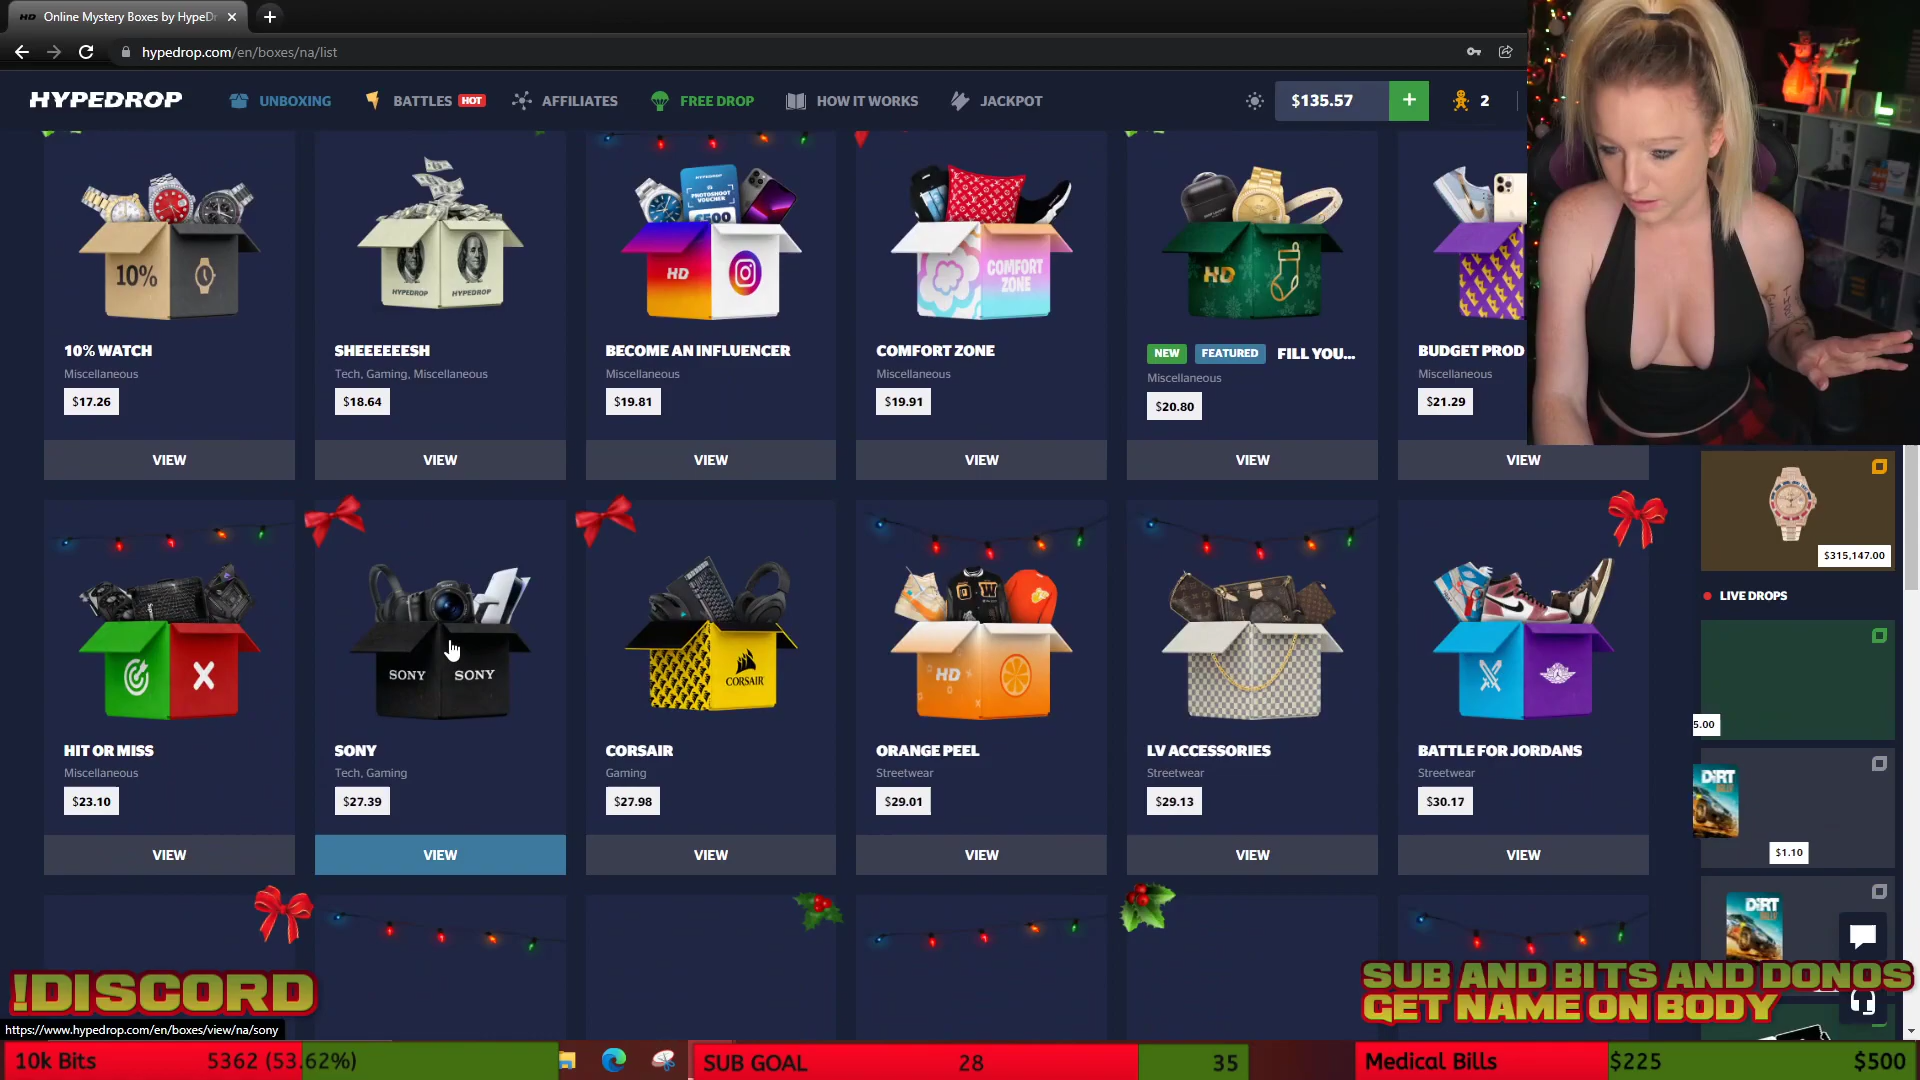 Online Mystery Boxes by HypeDr
hypedrop.com/en/boxes/na/list
HYPEDROP
UNBOXING
BATTLES HOT
AFFILIATES
FREE DROP
HOW IT WORKS
JACKPOT
$135.57
+
2
10%
HYPEDROP HYPEDROP
HD
COMFORT ZONE
HD
10% WATCH
Miscellaneous
$17.26
VIEW
SHEEEEEESH
Tech, Gaming, Miscellaneous
$18.64
VIEW
BECOME AN INFLUENCER
Miscellaneous
$19.81
VIEW
COMFORT ZONE
Miscellaneous
$19.91
VIEW
NEW FEATURED FILL YOU...
Miscellaneous
$20.80
VIEW
BUDGET PROD
Miscellaneous
$21.29
VIEW
SONY SONY
CORSAIR
HD
HIT OR MISS
Miscellaneous
$23.10
VIEW
SONY
Tech, Gaming
$27.39
VIEW
CORSAIR
Gaming
$27.98
VIEW
ORANGE PEEL
Streetwear
$29.01
VIEW
LV ACCESSORIES
Streetwear
$29.13
VIEW
BATTLE FOR JORDANS
Streetwear
$30.17
VIEW
$315,147.00
LIVE DROPS
5.00
DiRT
$1.10
DiRT
!DISCORD
SUB AND BITS AND DONOS
GET NAME ON BODY
https://www.hypedrop.com/en/boxes/view/na/sony
10k Bits 5362 (53.62%)
SUB GOAL 28 35
Medical Bills $225 $500